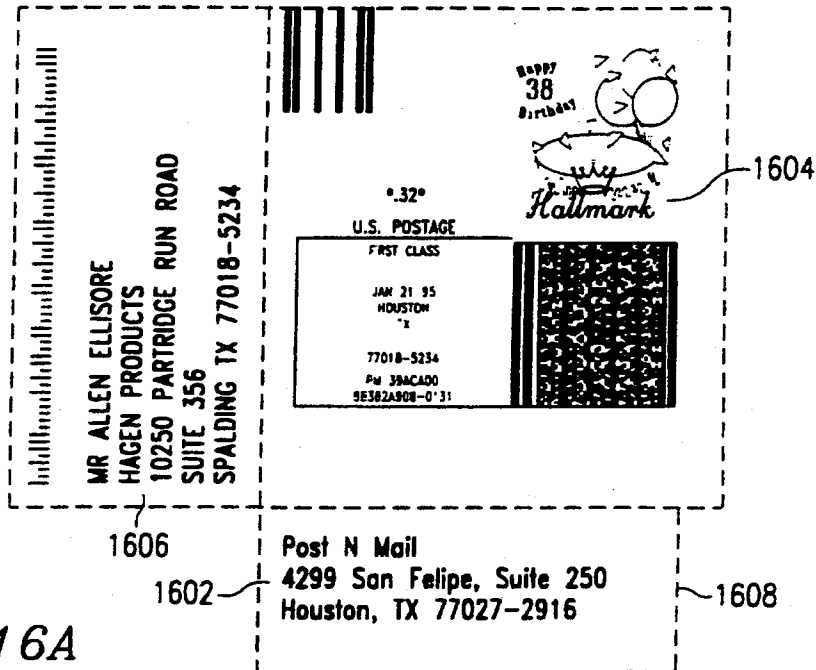 Happy
38
Birthday
Hallmark
1604
.32
U.S. POSTAGE
FIRST CLASS
JAN 21 95
HOUSTON
77018-5234
MR ALLEN ELLISORE
HAGEN PRODUCTS
10250 PARTRIDGE RUN ROAD
SUITE 356
SPALDING TX 77018-5234
1606
Post N Mail
4299 San Felipe, Suite 250
Houston, TX 77027-2916
1602
1608
16A